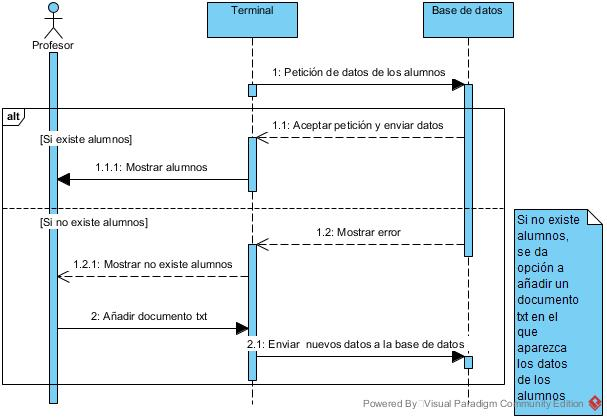 Terminal
Base de datos
Profesor
1: Petición de datos de los alumnos
alt
1.1: Aceptar petición y enviar datos
[Si existe alumnos]
1.1.1: Mostrar alumnos
[Si no existe alumnos]
1.2: Mostrar error
1.2.1: Mostrar no existe alumnos
2: Añadir documento txt
2.1: Enviar nuevos datos a la base de datos
Si no existe
alumnos,
se da
opción a
añadir un
documento
txt en el
que
aparezca
los datos
de los
alumnos
Powered By Visual Paradigm Community Edition